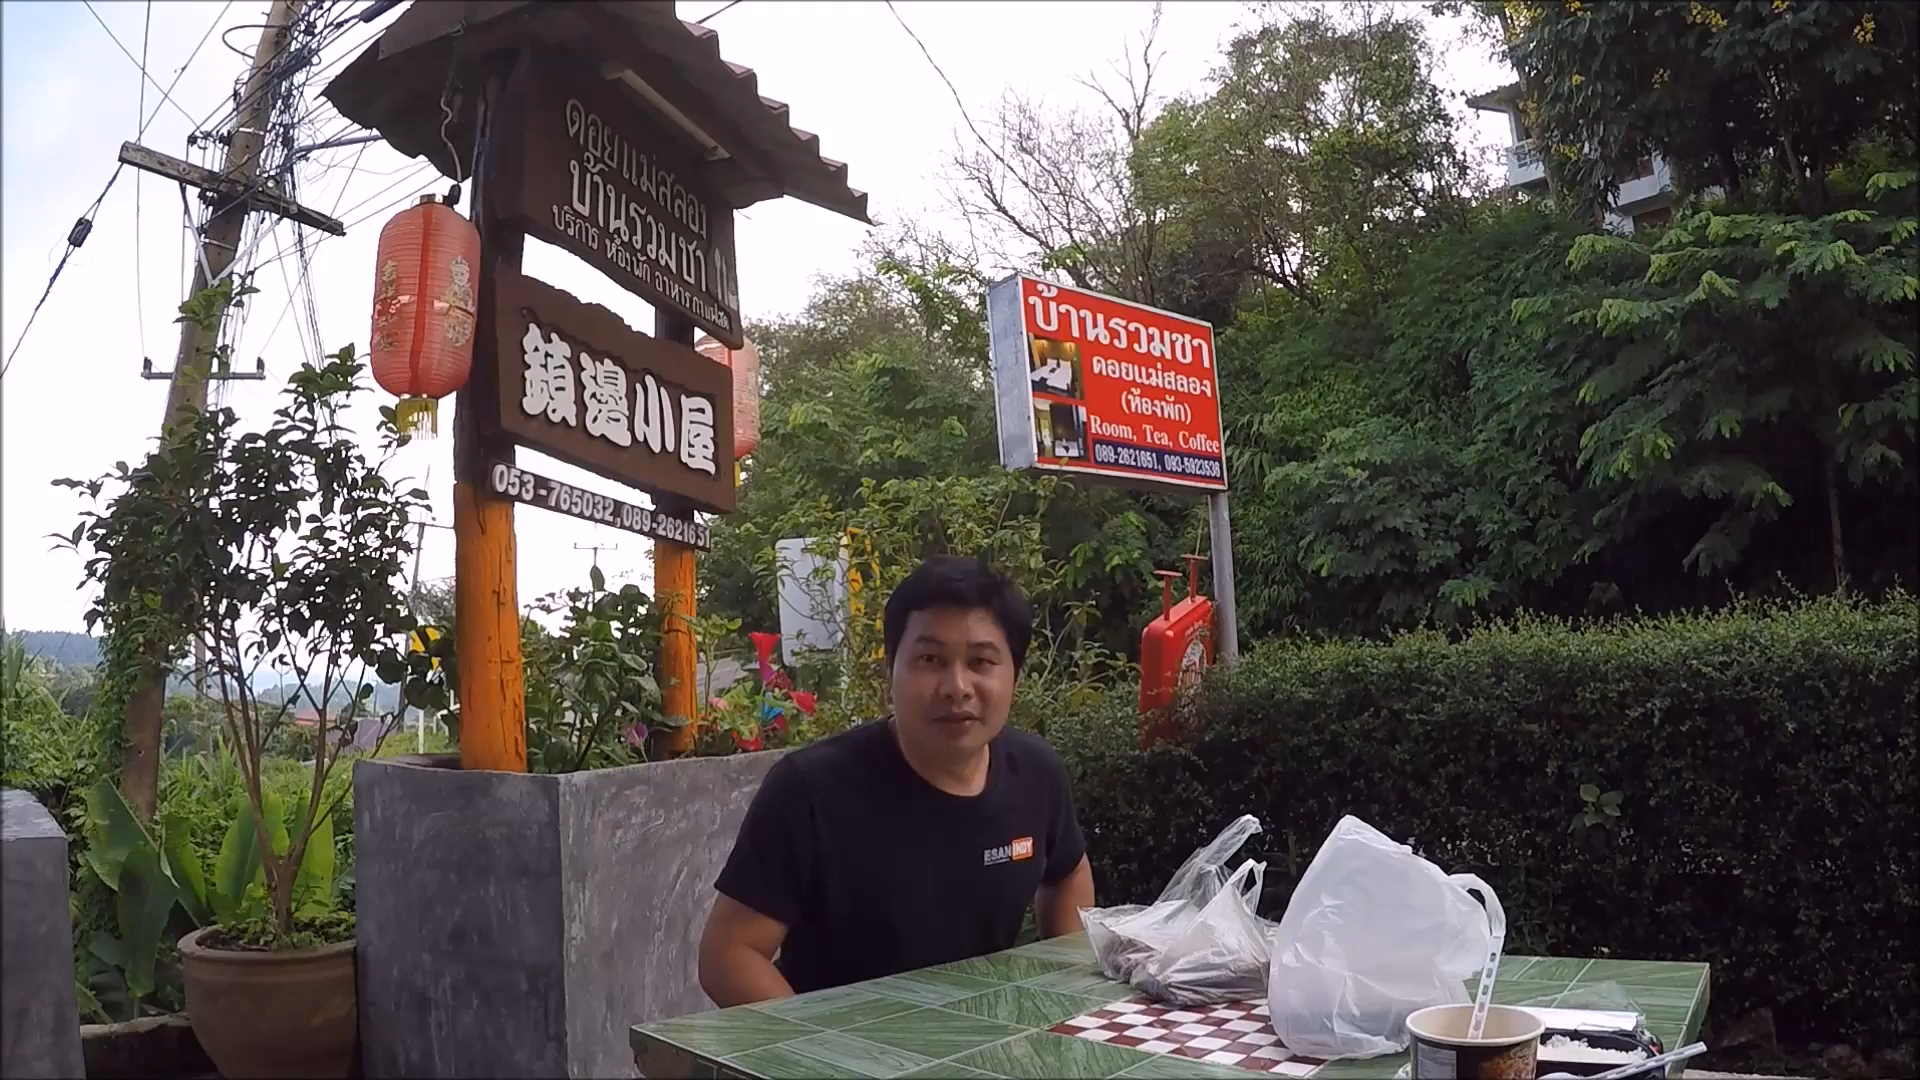 ดอยแม่สลอง
บ้านรวมชา
บริการ ห้องพัก อาหาร กาแฟสด
鎮邊小屋
053-765032,089-2621651
บ้านรวมชา
ดอยแม่สลอง
(ห้องพัก)
Room, Tea, Coffee
089-2621651, 093-5923536
ESAN INDY